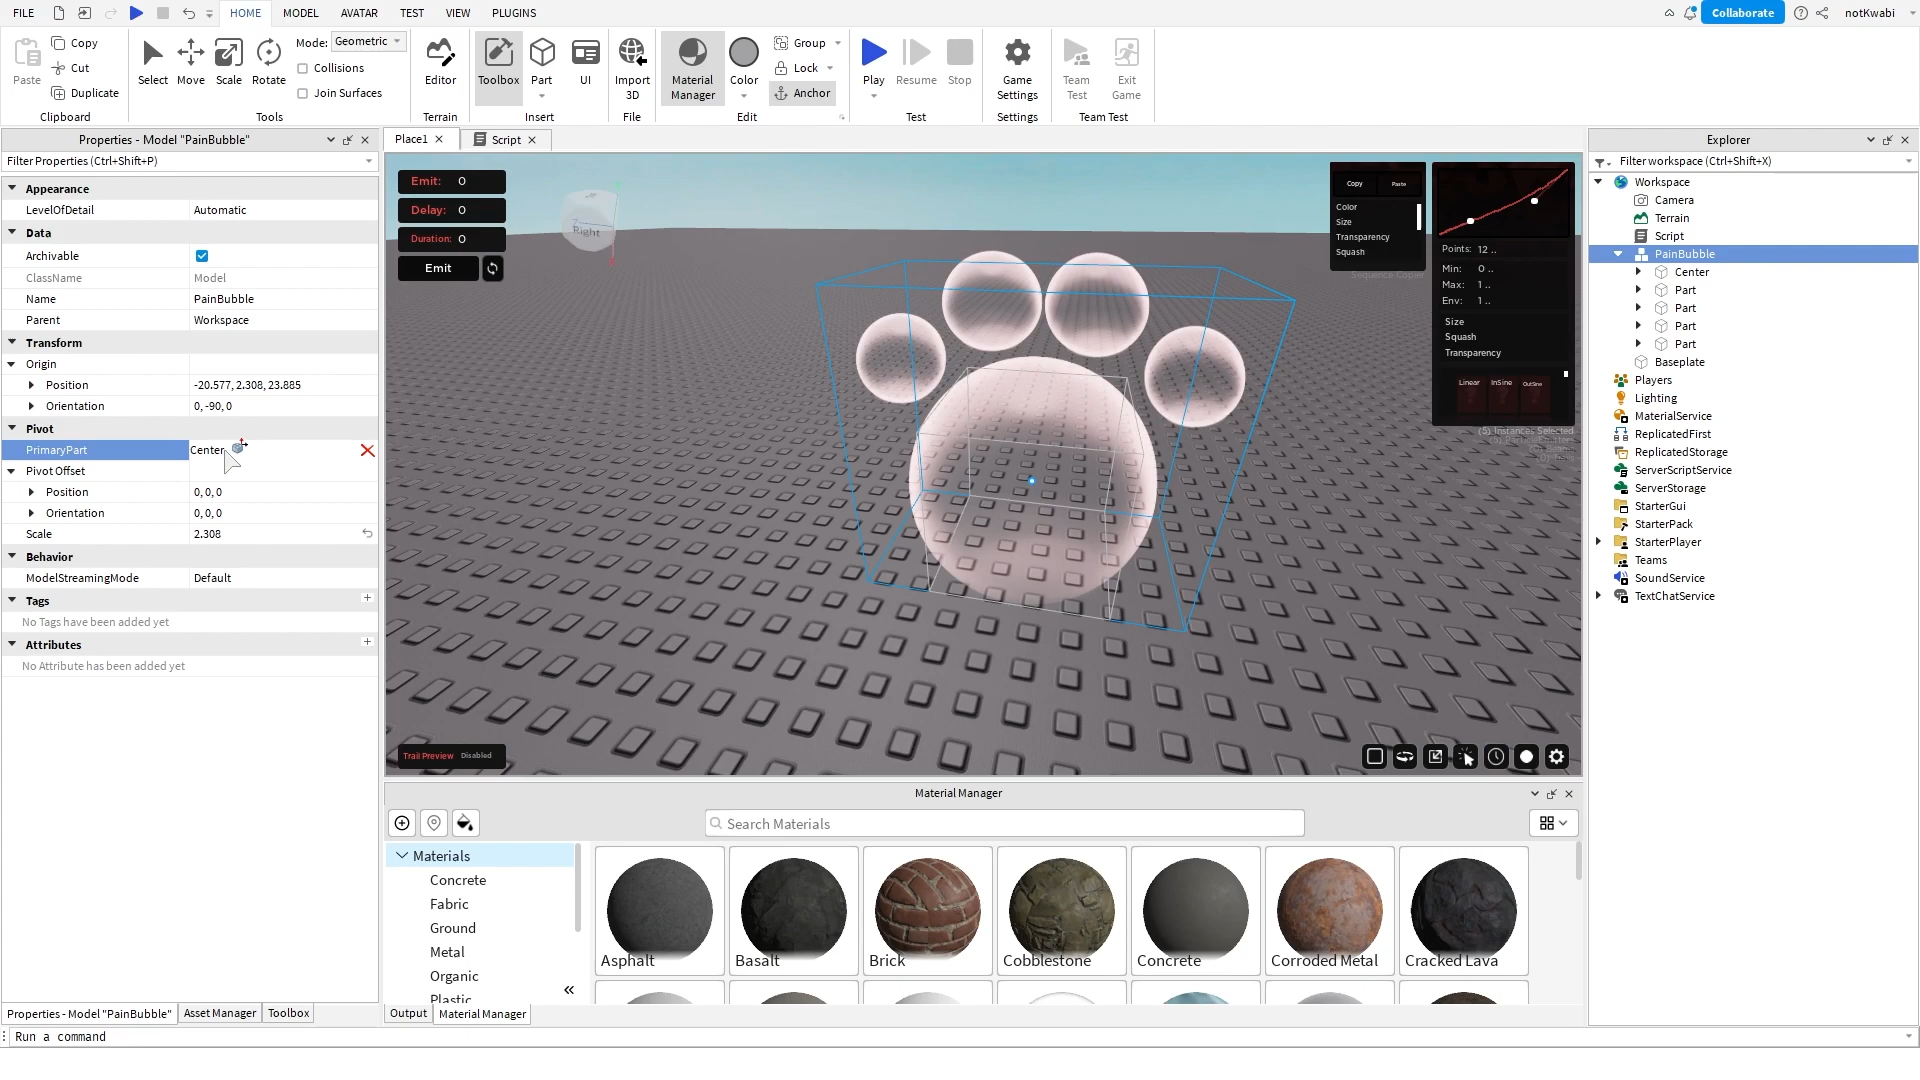 FILE HOME MODEL AVATAR TEST VIEW PLUGINS Collaborate notKwabi
Paste Copy Cut Duplicate Clipboard
Select Move Scale Rotate Mode: Geometric Collisions Join Surfaces Tools
Editor Terrain
Toolbox Part UI Insert
Import 3D File
Material Manager Color Group Lock Anchor Edit
Play Resume Stop Test
Game Settings Settings
Team Test Exit Game Team Test
Properties - Model "PainBubble"
Filter Properties (Ctrl+Shift+P)
Appearance
LevelOfDetail Automatic
Data
Archivable
ClassName Model
Name PainBubble
Parent Workspace
Transform
Origin
Position -20.577, 2.308, 23.885
Orientation 0, -90, 0
Pivot
PrimaryPart Center
Pivot Offset
Position 0, 0, 0
Orientation 0, 0, 0
Scale 2.308
Behavior
ModelStreamingMode Default
Tags
No Tags have been added yet
Attributes
No Attribute has been added yet
Properties - Model "PainBubble" Asset Manager Toolbox
Place1 Script
Emit: 0
Delay: 0
Duration: 0
Emit
Right
Copy Paste
Color
Size
Transparency
Squash
Sequence Copier
Points: 12 ..
Min: 0 ..
Max: 1 ..
Env: 1 ..
Size
Squash
Transparency
Linear InSine OutSine
(5) Instances Selected
Trail Preview Disabled
Material Manager
Search Materials
Materials
Concrete
Fabric
Ground
Metal
Organic
Plastic
Asphalt Basalt Brick Cobblestone Concrete Corroded Metal Cracked Lava
Output Material Manager
Explorer
Filter workspace (Ctrl+Shift+X)
Workspace
Camera
Terrain
Script
PainBubble
Center
Part
Part
Part
Part
Baseplate
Players
Lighting
MaterialService
ReplicatedFirst
ReplicatedStorage
ServerScriptService
ServerStorage
StarterGui
StarterPack
StarterPlayer
Teams
SoundService
TextChatService
Run a command